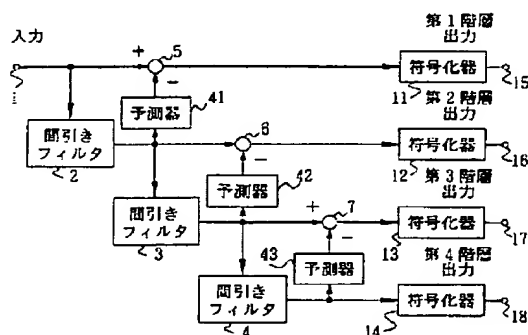 入力
1
+
5
−
予測器
41
間引き
フィルタ
2
第1階層
出力
符号化器
11
15
6
−
予測器
42
間引き
フィルタ
3
第2階層
出力
符号化器
12
16
+
7
−
43
予測器
間引き
フィルタ
4
第3階層
出力
符号化器
13
17
第4階層
出力
符号化器
14
18